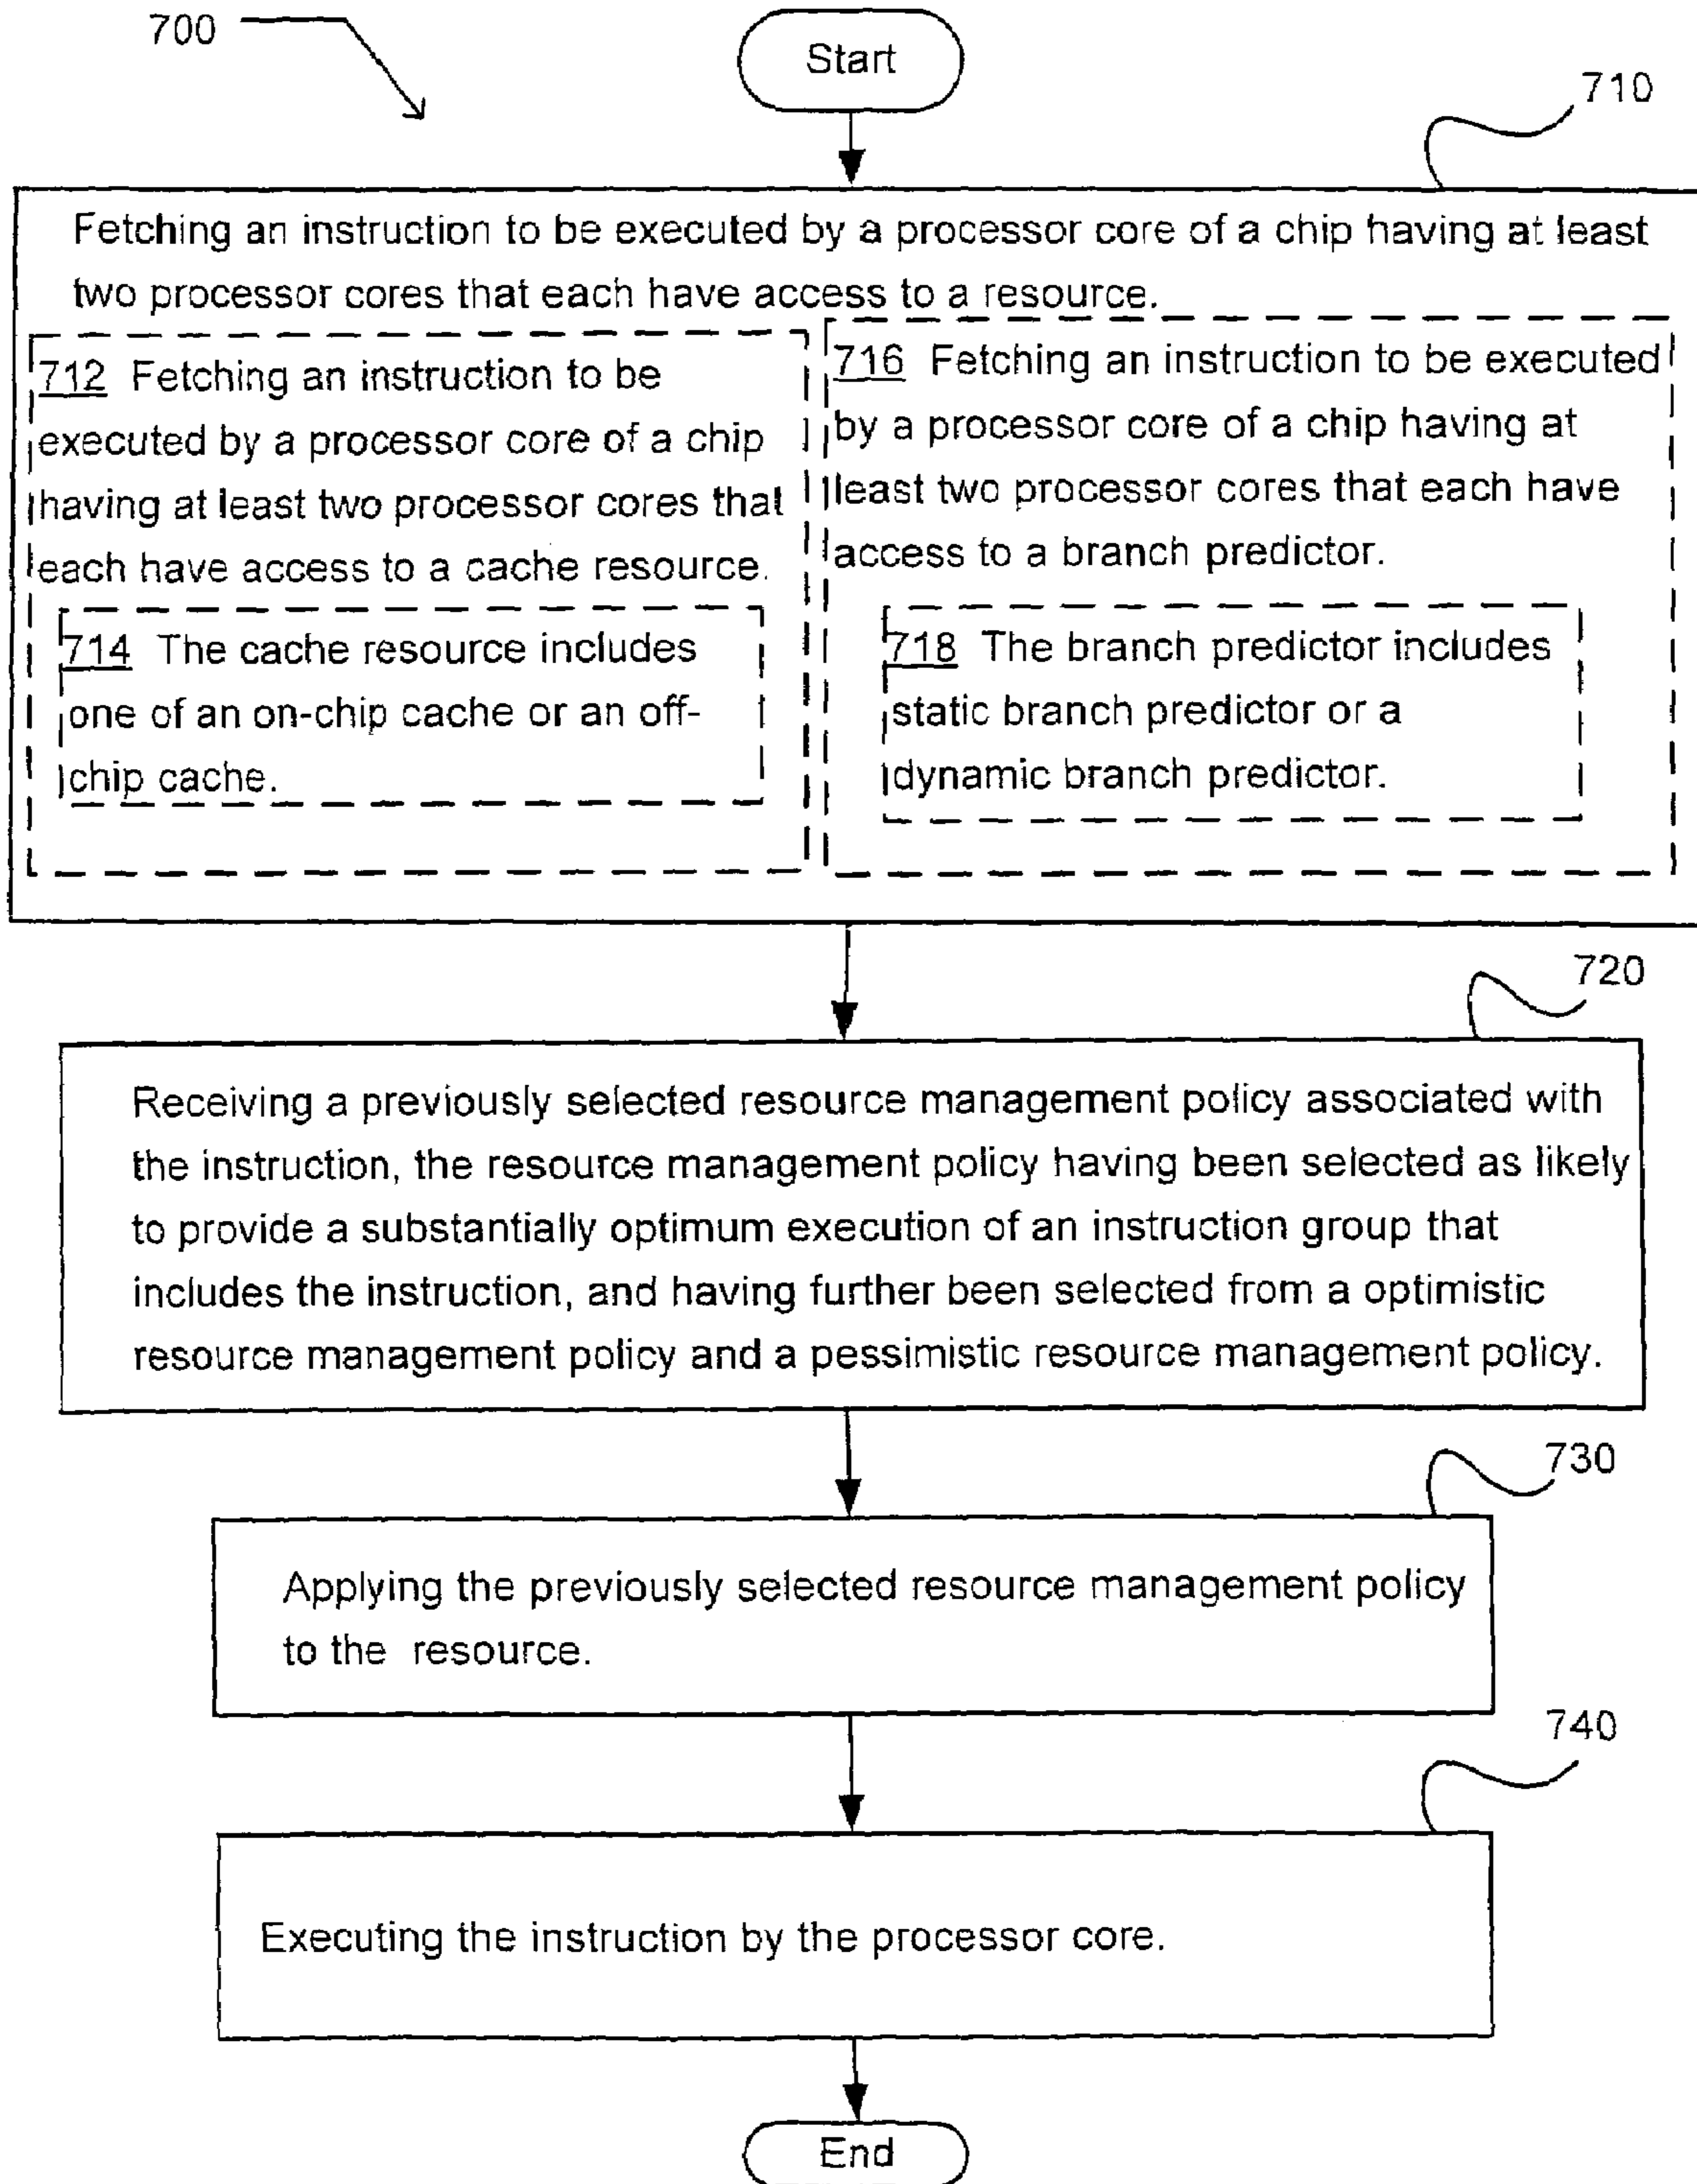 700
Start
710
Fetching an instruction to be executed by a processor core of a chip having at least
two processor cores that each have access to a resource.
712 Fetching an instruction to be
executed by a processor core of a chip
having at least two processor cores that
each have access to a cache resource.
714 The cache resource includes
one of an on-chip cache or an off-
chip cache.
716 Fetching an instruction to be executed
by a processor core of a chip having at
least two processor cores that each have
access to a branch predictor.
718 The branch predictor includes
static branch predictor or a
dynamic branch predictor.
720
Receiving a previously selected resource management policy associated with
the instruction, the resource management policy having been selected as likely
to provide a substantially optimum execution of an instruction group that
includes the instruction, and having further been selected from a optimistic
resource management policy and a pessimistic resource management policy.
730
Applying the previously selected resource management policy
to the resource.
740
Executing the instruction by the processor core.
End